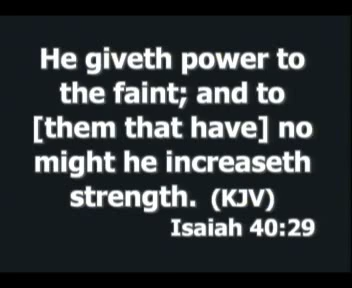 He giveth power to
the faint; and to
[them that have] no
might he increaseth
strength. (KJV)
Isaiah 40:29